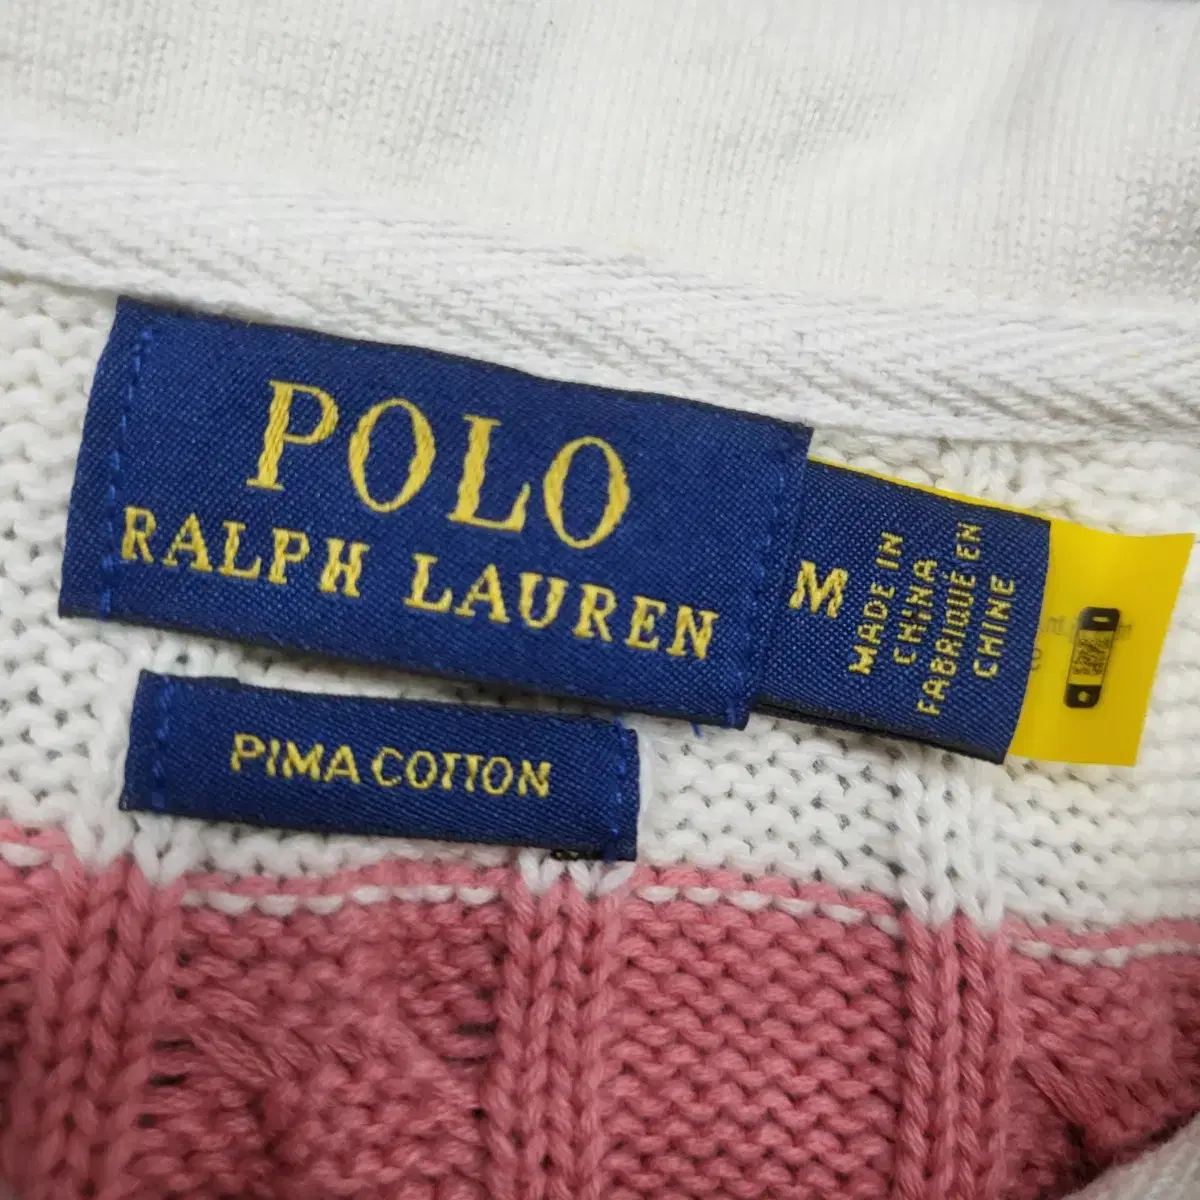 POLO
RALPH LAUREN
M
MADE IN
CHINA
FABRIQUÉ EN
CHINE
PIMA COTTON